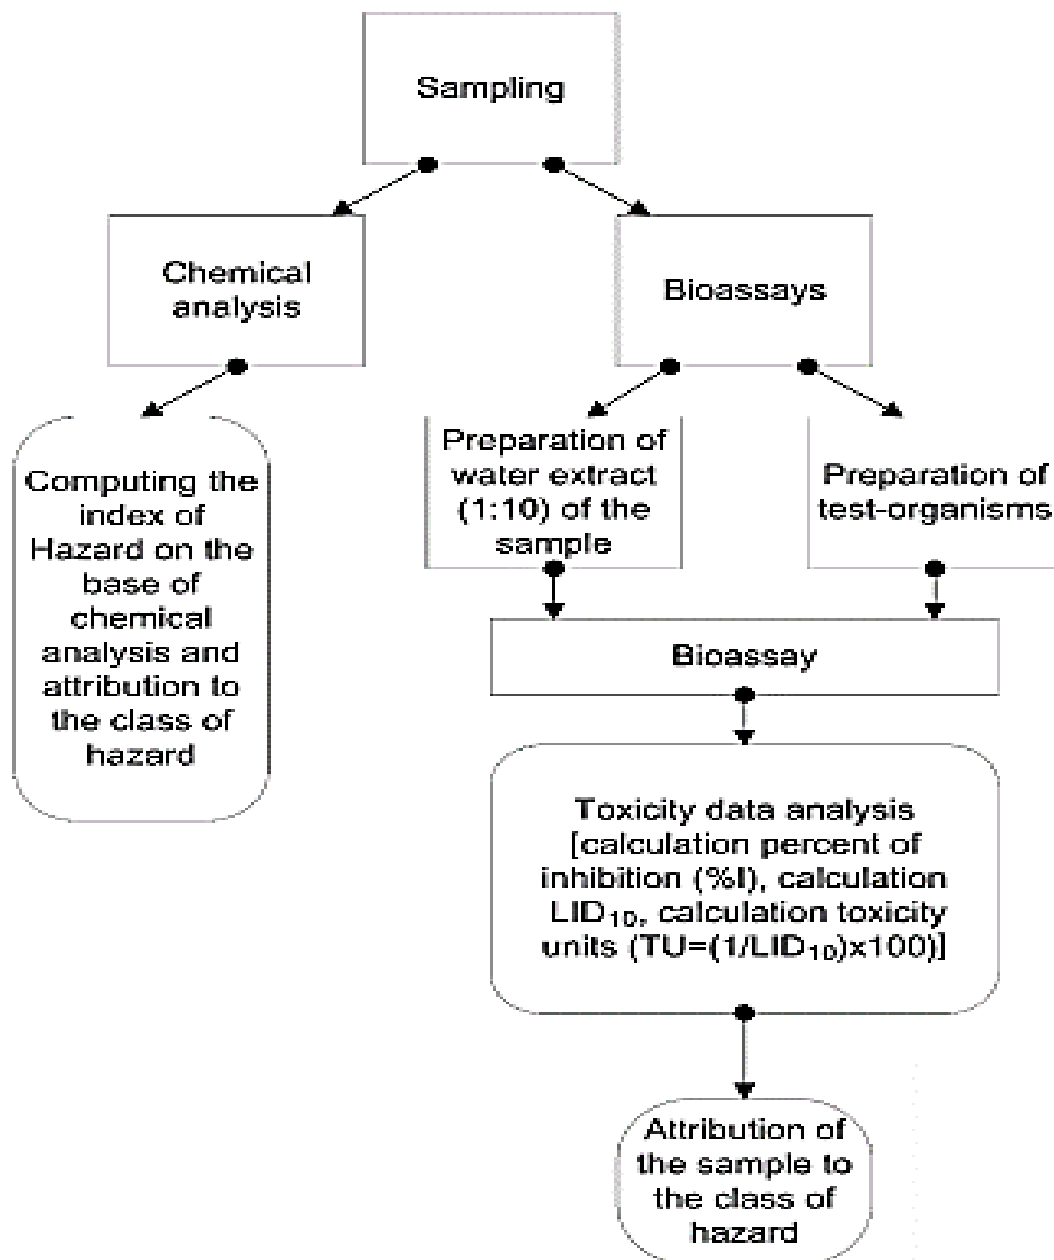 Sampling
Chemical
analysis
Bioassays
Computing the
index of
Hazard on the
base of
chemical
analysis and
attribution to
the class of
hazard
Preparation of
water extract
(1:10) of the
sample
Preparation of
test-organisms
Bioassay
Toxicity data analysis
[calculation percent of
inhibition (%I), calculation
LID₁₀, calculation toxicity
units (TU=(1/LID₁₀)x100)]
Attribution of
the sample to
the class of
hazard